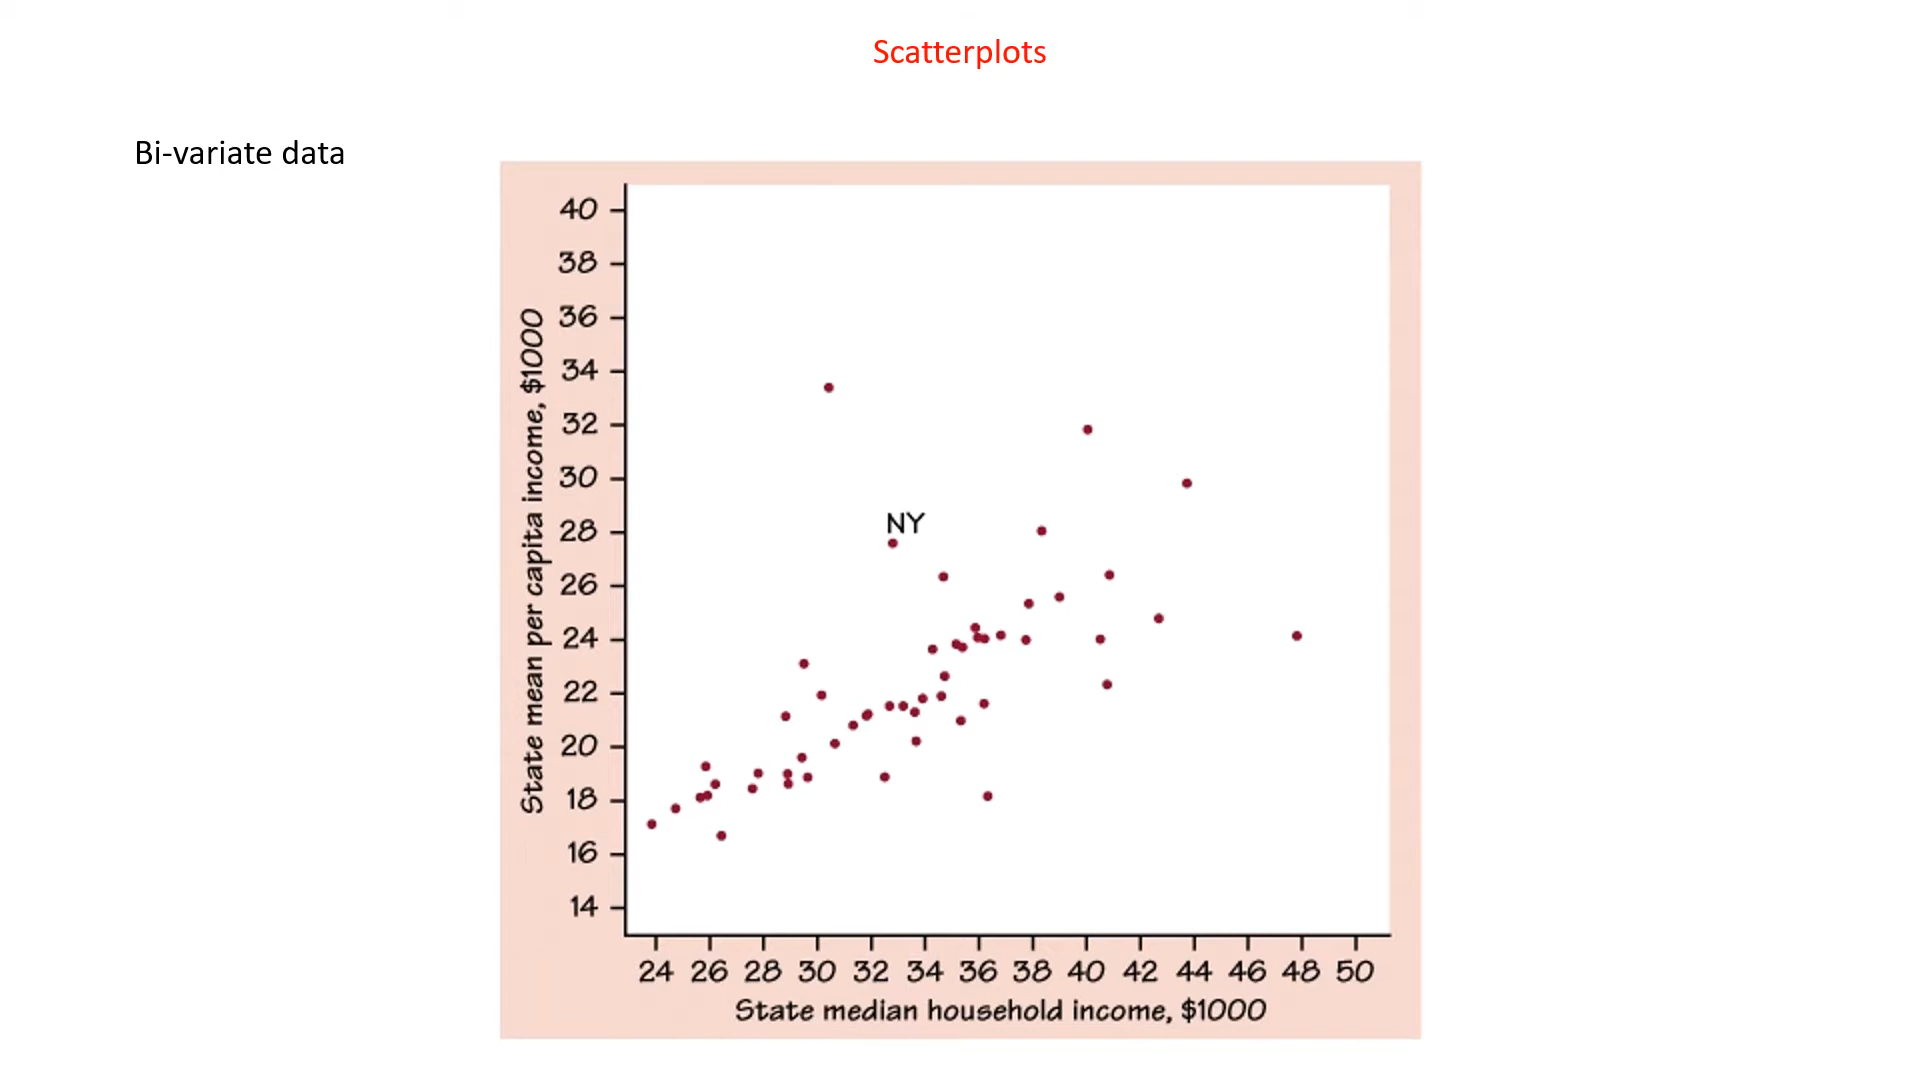 Scatterplots
Bi-variate data
40
38
36
34
32
30
28
26
24
22
20
18
16
14
State mean per capita income, $1000
NY
24 26 28 30 32 34 36 38 40 42 44 46 48 50
State median household income, $1000